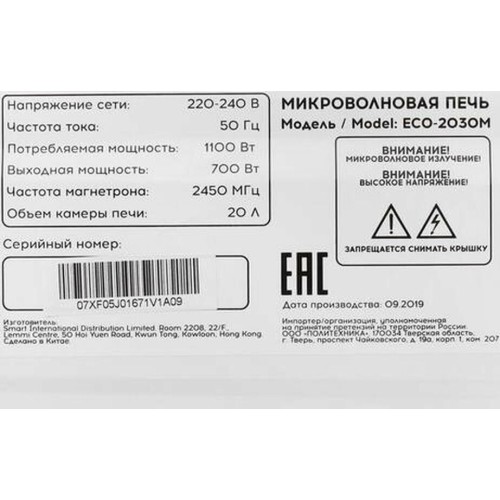 Напряжение сети: 220-240 В
Частота тока: 50 Гц
Потребляемая мощность: 1100 Вт
Выходная мощность: 700 Вт
Частота магнетрона: 2450 МГц
Объем камеры печи: 20 Л
Серийный номер:
07XF05J01671V1A09
Изготовитель:
Smart International Distribution Limited. Room 2208, 22/F,
Lemmi Centre, 50 Hoi Yuen Road, Kwun Tong, Kowloon, Hong Kong
Сделано в Китае.
МИКРОВОЛНОВАЯ ПЕЧЬ
Модель / Model: ECO-2030M
ВНИМАНИЕ!
МИКРОВОЛНОВОЕ ИЗЛУЧЕНИЕ!
ВНИМАНИЕ!
ВЫСОКОЕ НАПРЯЖЕНИЕ!
ЗАПРЕЩАЕТСЯ СНИМАТЬ КРЫШКУ
EAC
Дата производства: 09.2019
Импортер/организация, уполномоченная
на принятие претензий на территории России
ООО «ПОЛИТЕХНИКА» 170034 Тверская область,
г. Тверь, проспект Чайковского, д. 19а, корп. 1, ком. 207